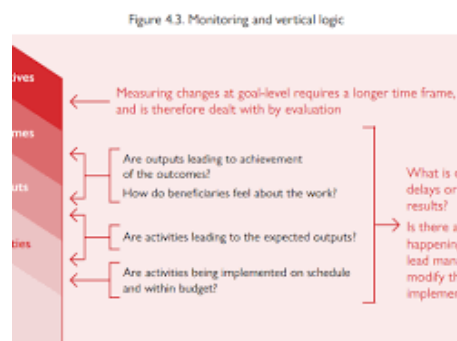 Figure 4.3. Monitoring and vertical logic
ives
Measuring changes at goal-level requires a longer time frame,
and is therefore dealt with by evaluation
mes
Are outputs leading to achievement
of the outcomes?
How do beneficiaries feel about the work?
uts
Are activities leading to the expected outputs?
ties
Are activities being implemented on schedule
and within budget?
What is
delays or
results?
Is there a
happening
lead man
modify th
implemen